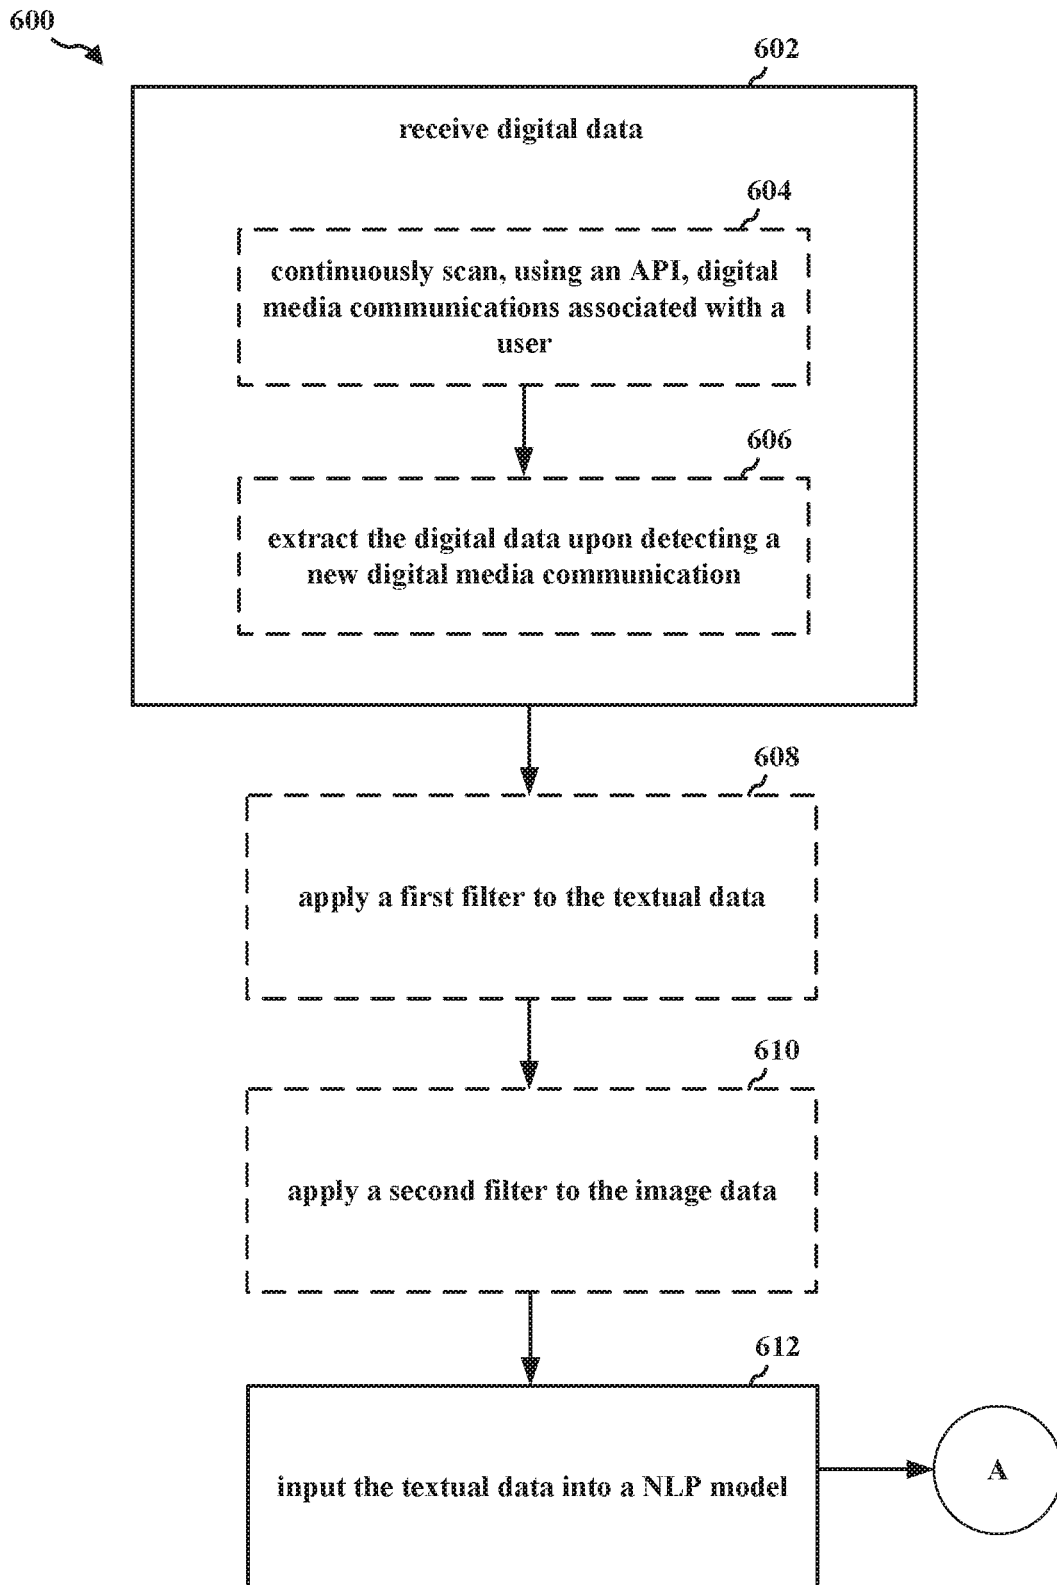 600
602
receive digital data
604
continuously scan, using an API, digital
media communications associated with a
user
606
extract the digital data upon detecting a
new digital media communication
608
apply a first filter to the textual data
610
apply a second filter to the image data
612
input the textual data into a NLP model
A